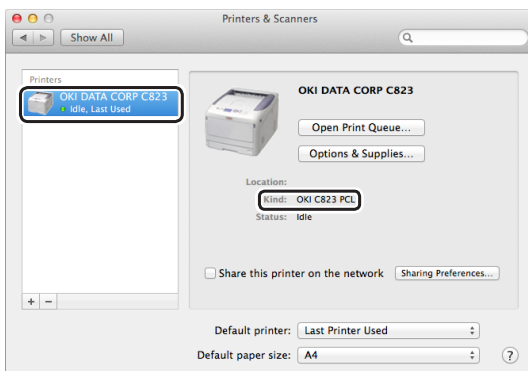 Printers & Scanners
Show All
Printers
OKI DATA CORP C823
Idle, Last Used
OKI DATA CORP C823
Open Print Queue...
Options & Supplies...
Location:
Kind: OKI C823 PCL
Status: Idle
Share this printer on the network Sharing Preferences...
+ −
Default printer: Last Printer Used
Default paper size: A4
?